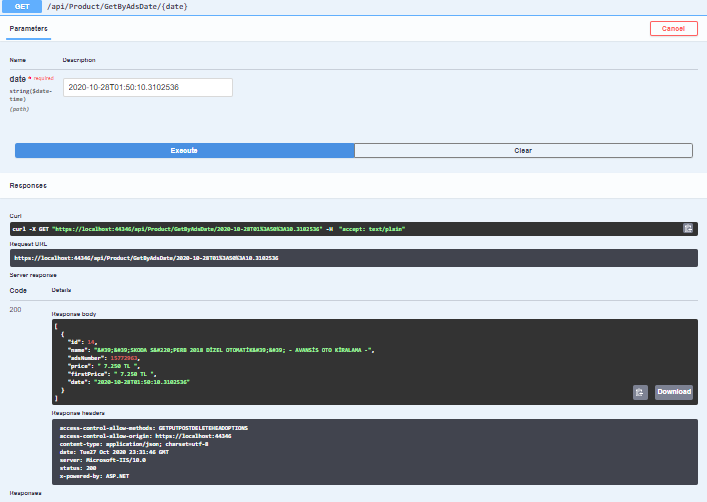 GET /api/Product/GetByAdsDate/{date}
Parameters
Cancel
Name Description
date * required
string($date-
time)
(path)
2020-10-28T01:50:10.3102536
Execute Clear
Responses
Curl
curl -X GET "https://localhost:44346/api/Product/GetByAdsDate/2020-10-28T01%3A50%3A10.3102536" -H "accept: text/plain"
Request URL
https://localhost:44346/api/Product/GetByAdsDate/2020-10-28T01%3A50%3A10.3102536
Server response
Code Details
200
Response body
[
{
"id": 14,
"name": "&#39;&#39;SKODA S&#220;PERB 2018 DİZEL OTOMATİK&#39;&#39; - AVANSİS OTO KİRALAMA -",
"adsNumber": 15772963,
"price": " 7.250 TL ",
"firstPrice": " 7.250 TL ",
"date": "2020-10-28T01:50:10.3102536"
}
]
Download
Response headers
access-control-allow-methods: GETPUTPOSTDELETEHEADOPTIONS
access-control-allow-origin: https://localhost:44346
content-type: application/json; charset=utf-8
date: Tue27 Oct 2020 23:31:46 GMT
server: Microsoft-IIS/10.0
status: 200
x-powered-by: ASP.NET
Responses